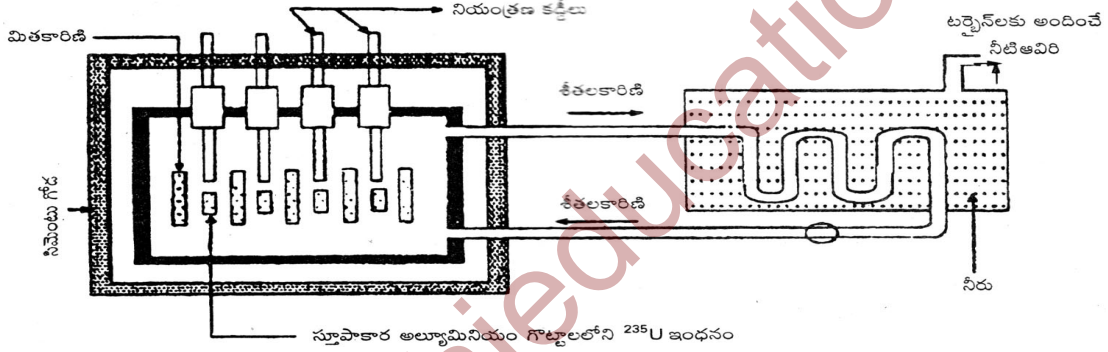 నియంత్రణ కడ్డీలు
మితకారిణి
టర్బైన్‌లకు అందించే
నీటిఆవిరి
శీతలకారిణి
సిమెంటు గోడ
శీతలకారిణి
నీరు
స్తూపాకార అల్యూమినియం గొట్టాలలోని ²³⁵U ఇంధనం